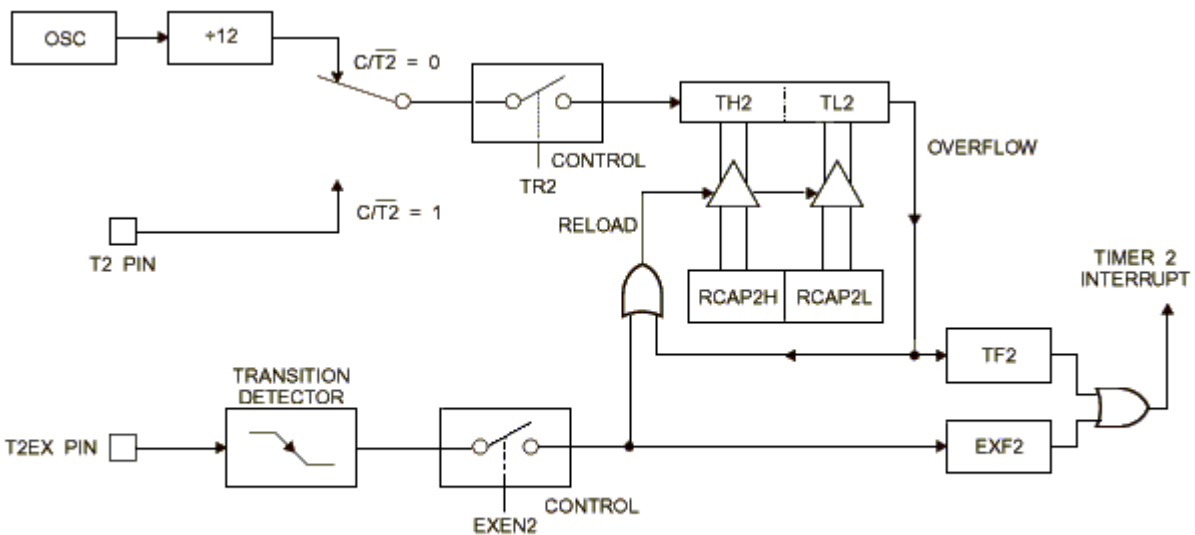 OSC
÷12
C/T2 = 0
TH2
TL2
CONTROL
TR2
OVERFLOW
C/T2 = 1
T2 PIN
RELOAD
RCAP2H
RCAP2L
TIMER 2
INTERRUPT
TF2
TRANSITION
DETECTOR
T2EX PIN
EXF2
CONTROL
EXEN2